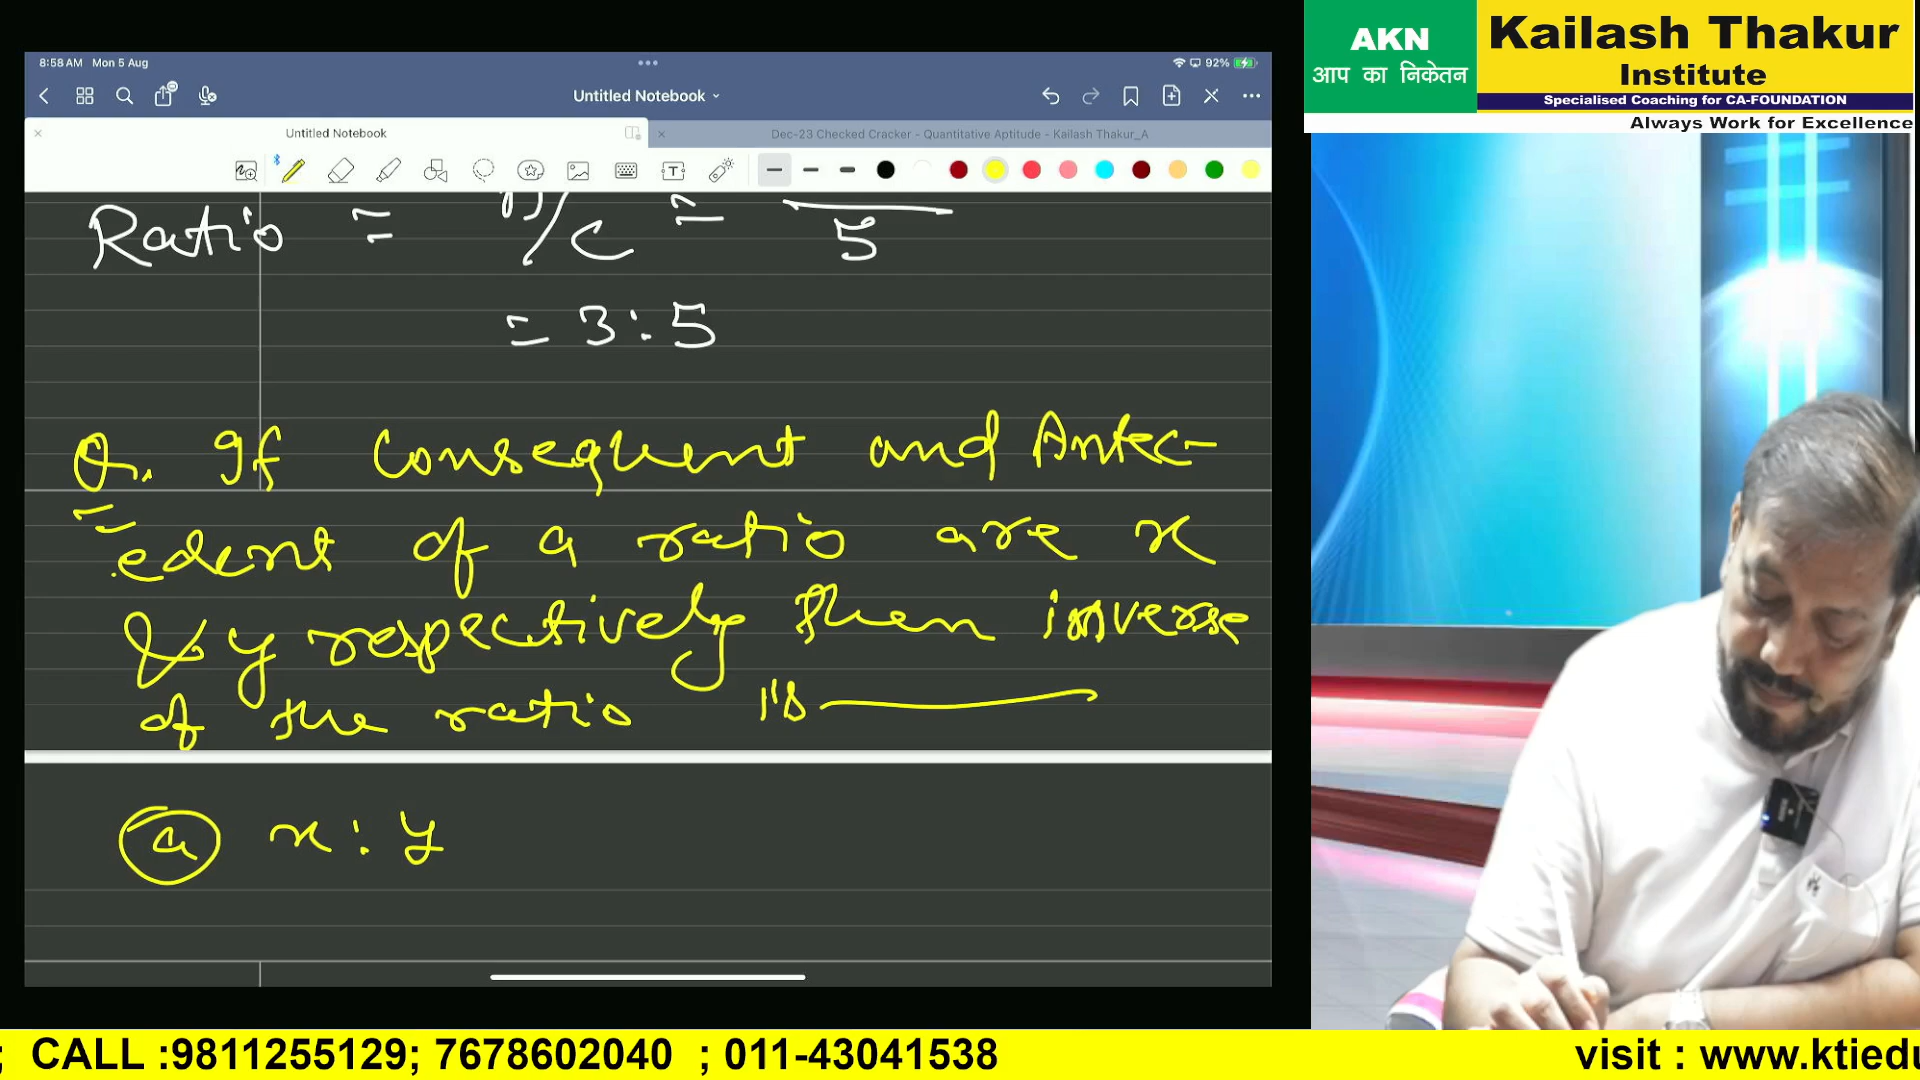 AKN
आप का निकेतन
Kailash Thakur
Institute
Specialised Coaching for CA-FOUNDATION
Always Work for Excellence
8:58 AM Mon 5 Aug
92%
Untitled Notebook
Untitled Notebook
Dec-23 Checked Cracker - Quantitative Aptitude - Kailash Thakur_A
Ratio = /C = 5
= 3:5
Q. If Consequent and Antec-
edent of a ratio are x
& y respectively then inverse
of the ratio is
(a) x : y
; CALL :9811255129; 7678602040 ; 011-43041538
visit : www.ktiedu